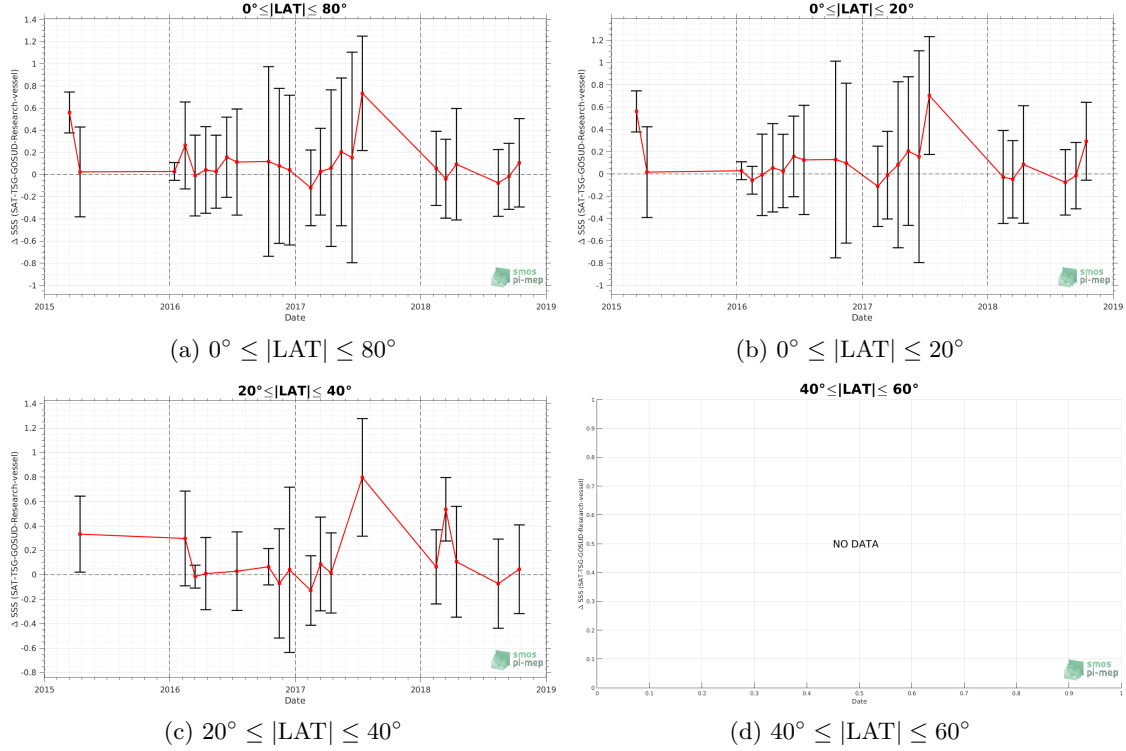 0°≤|LAT|≤ 80°
1.4
1.2
1
0.8
0.6
0.4
0.2
0
-0.2
-0.4
-0.6
-0.8
-1
Δ SSS (SAT-TSG-GOSUD-Research-vessel)
2015 2016 2017 2018 2019
Date
smos
pi-mep
(a) 0° ≤ |LAT| ≤ 80°
0°≤|LAT|≤ 20°
1.2
1
0.8
0.6
0.4
0.2
0
-0.2
-0.4
-0.6
-0.8
-1
Δ SSS (SAT-TSG-GOSUD-Research-vessel)
2015 2016 2017 2018 2019
Date
smos
pi-mep
(b) 0° ≤ |LAT| ≤ 20°
20°≤|LAT|≤ 40°
1.4
1.2
1
0.8
0.6
0.4
0.2
0
-0.2
-0.4
-0.6
-0.8
Δ SSS (SAT-TSG-GOSUD-Research-vessel)
2015 2016 2017 2018 2019
Date
smos
pi-mep
(c) 20° ≤ |LAT| ≤ 40°
40°≤|LAT|≤ 60°
1
0.9
0.8
0.7
0.6
0.5
0.4
0.3
0.2
0.1
0
Δ SSS (SAT-TSG-GOSUD-Research-vessel)
NO DATA
0 0.1 0.2 0.3 0.4 0.5 0.6 0.7 0.8 0.9 1
Date
smos
pi-mep
(d) 40° ≤ |LAT| ≤ 60°